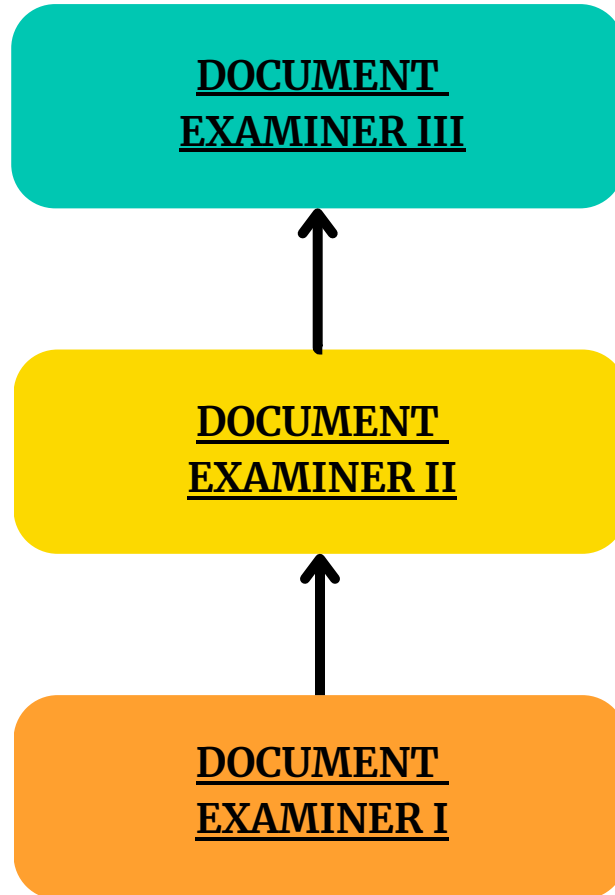 DOCUMENT
EXAMINER III
DOCUMENT
EXAMINER II
DOCUMENT
EXAMINER I